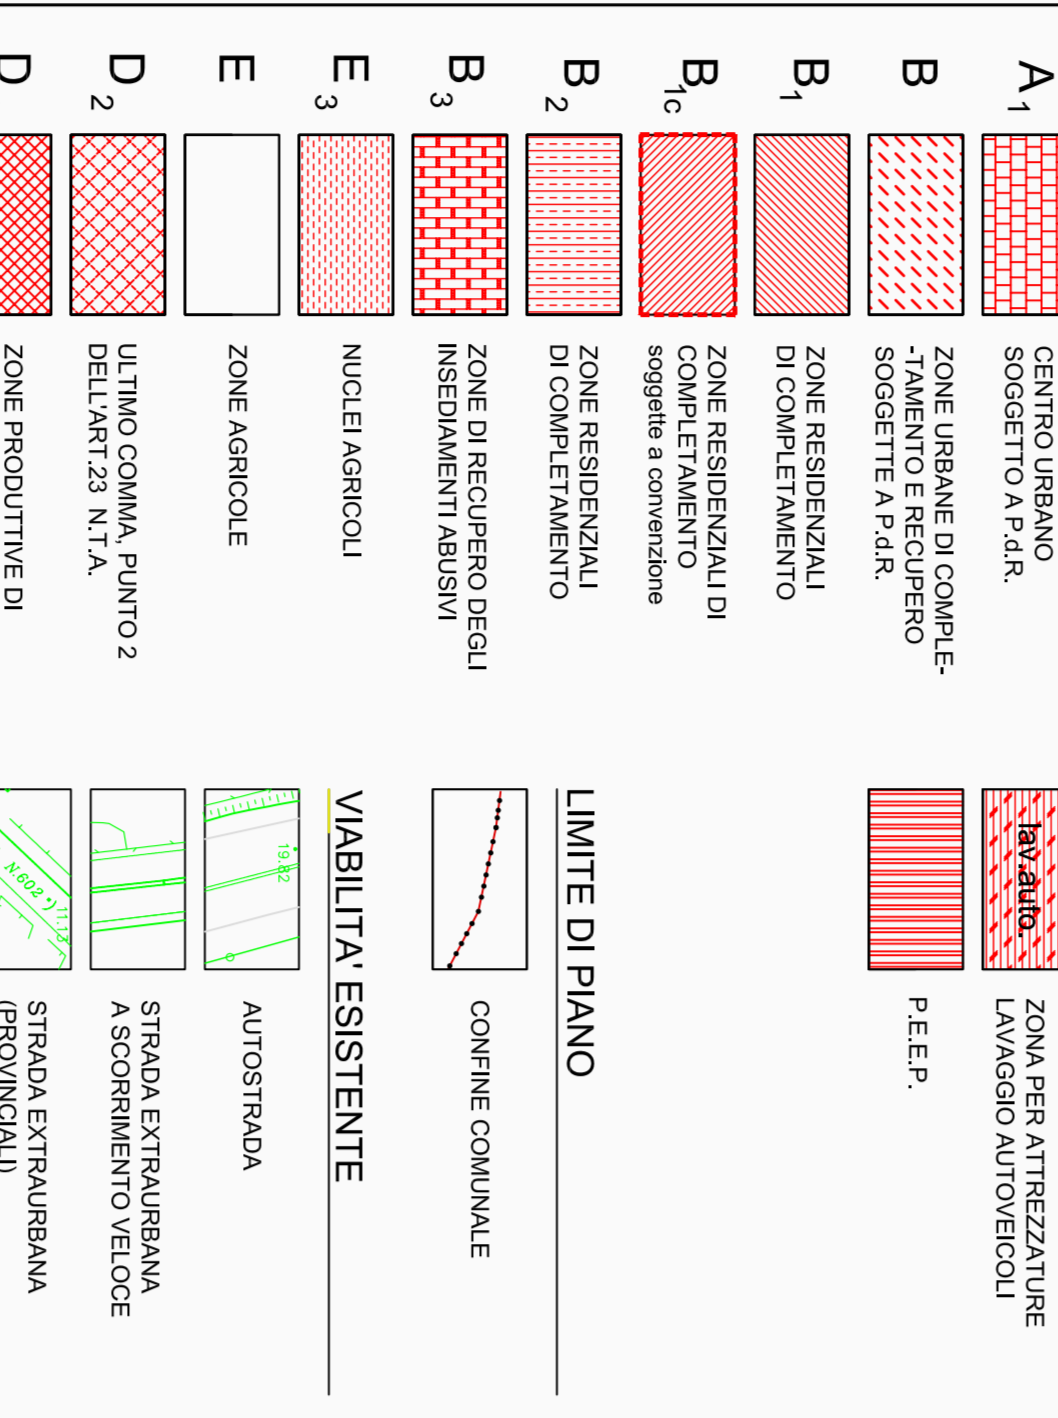 A1
CENTRO URBANO
SOGGETTO A P.d.R.
B
ZONE URBANE DI COMPLE-
-TAMENTO E RECUPERO
SOGGETTE A P.d.R.
B1
ZONE RESIDENZIALI
DI COMPLETAMENTO
B1c
ZONE RESIDENZIALI DI
COMPLETAMENTO
soggette a convenzione
B2
ZONE RESIDENZIALI
DI COMPLETAMENTO
B3
ZONE DI RECUPERO DEGLI
INSEDIAMENTI ABUSIVI
E3
NUCLEI AGRICOLI
E
ZONE AGRICOLE
D2
ULTIMO COMMA, PUNTO 2
DELL'ART.23 N.T.A.
D
ZONE PRODUTTIVE DI
lav.auto.
ZONA PER ATTREZZATURE
LAVAGGIO AUTOVEICOLI
P.E.E.P.
LIMITE DI PIANO
CONFINE COMUNALE
VIABILITA' ESISTENTE
19.82
AUTOSTRADA
STRADA EXTRAURBANA
A SCORRIMENTO VELOCE
11.13
N.602
STRADA EXTRAURBANA
(PROVINCIALI)